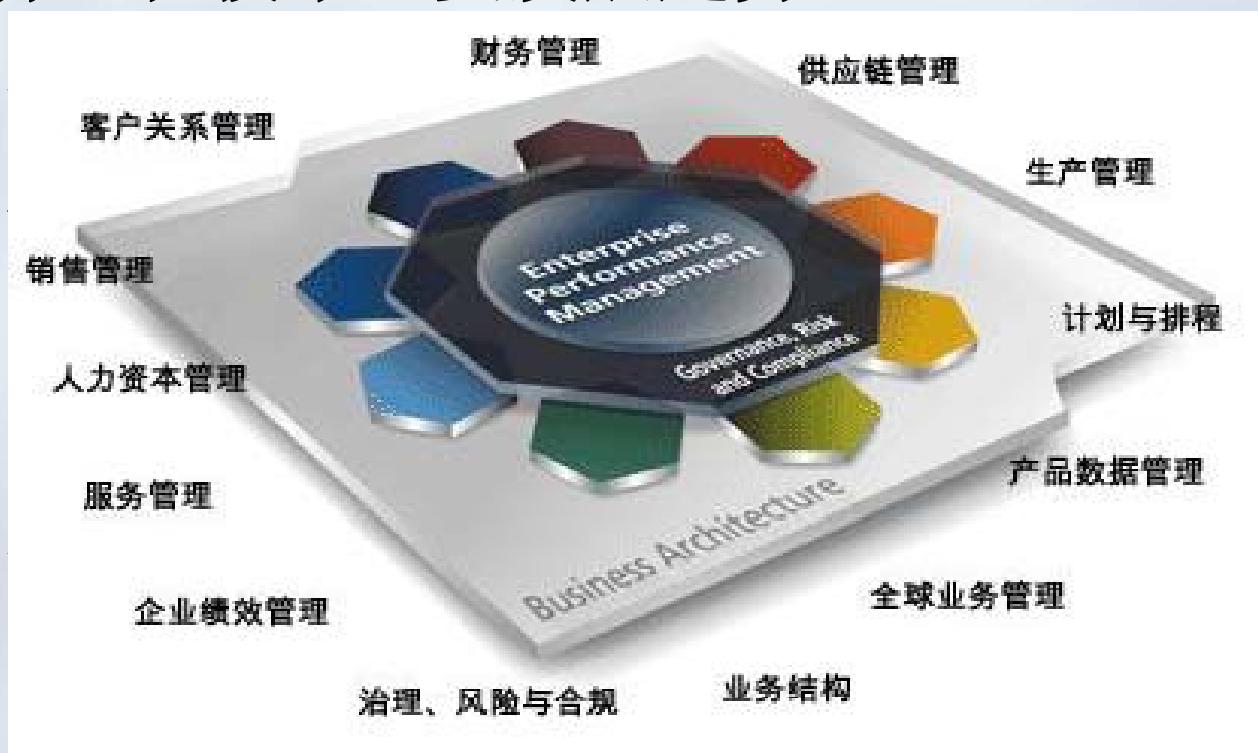 财务管理
供应链管理
客户关系管理
生产管理
销售管理
Enterprise
Performance
Management
计划与排程
Governance, Risk
and Compliance
人力资本管理
产品数据管理
服务管理
Business Architecture
全球业务管理
企业绩效管理
业务结构
治理、风险与合规